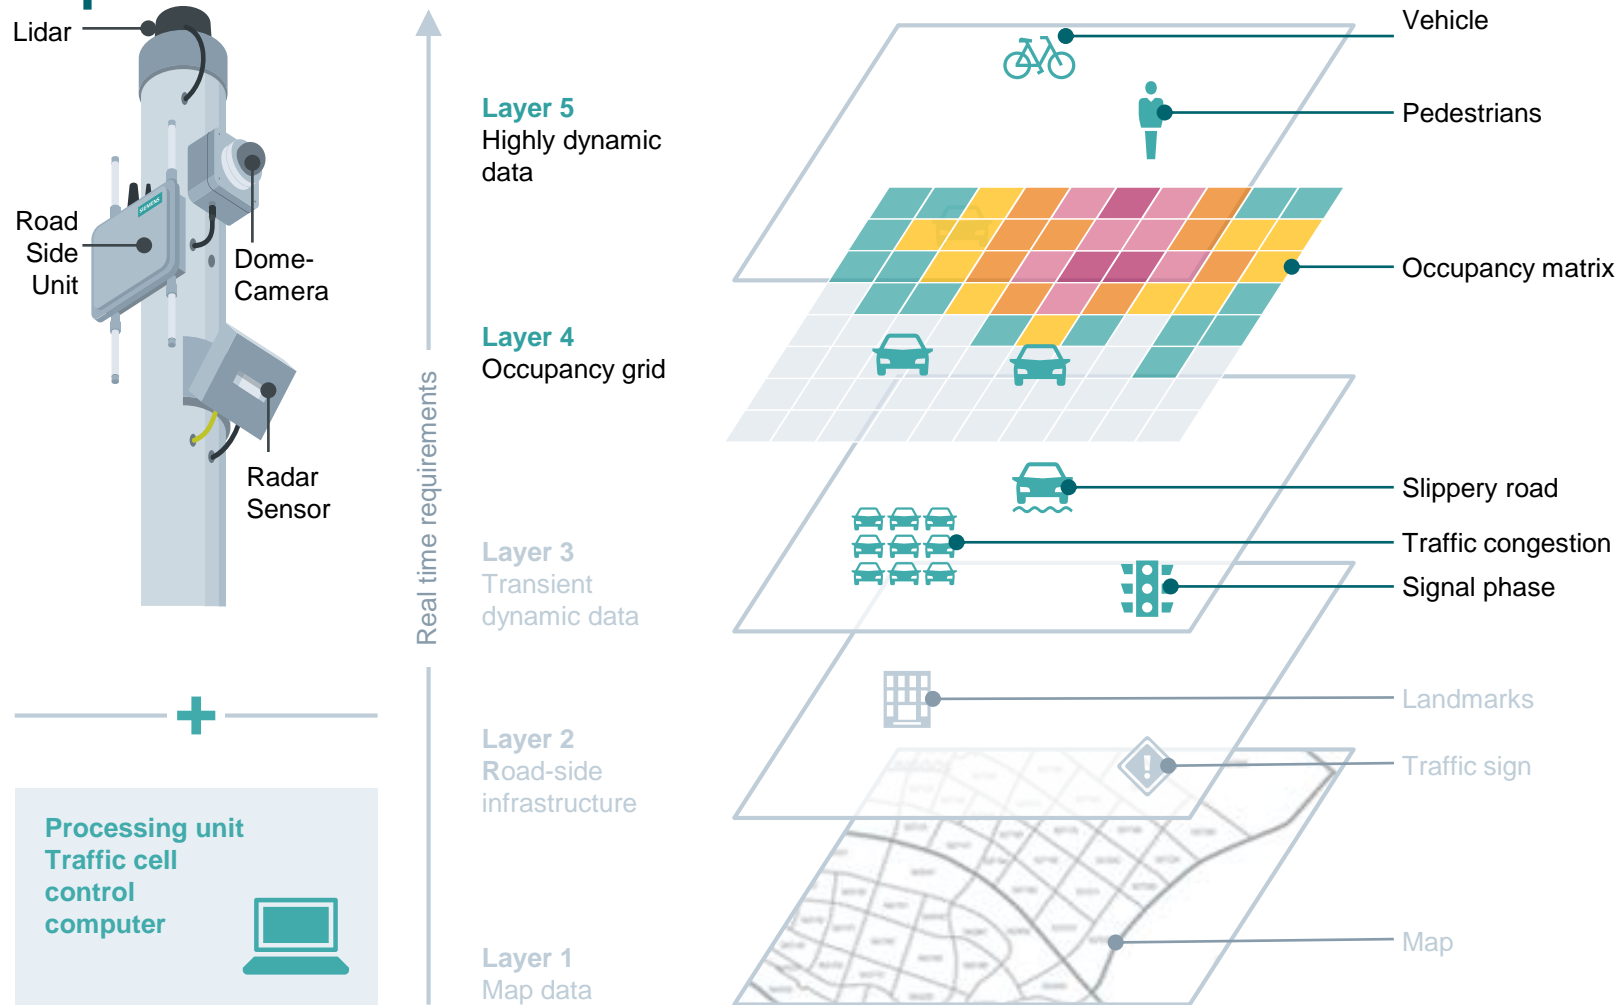 Lidar
Road
Side
Unit
SIEMENS
Dome-
Camera
Radar
Sensor
Processing unit
Traffic cell
control
computer
Real time requirements
Layer 5
Highly dynamic
data
Layer 4
Occupancy grid
Layer 3
Transient
dynamic data
Layer 2
Road-side
infrastructure
Layer 1
Map data
Vehicle
Pedestrians
Occupancy matrix
Slippery road
Traffic congestion
Signal phase
Landmarks
Traffic sign
!
Map